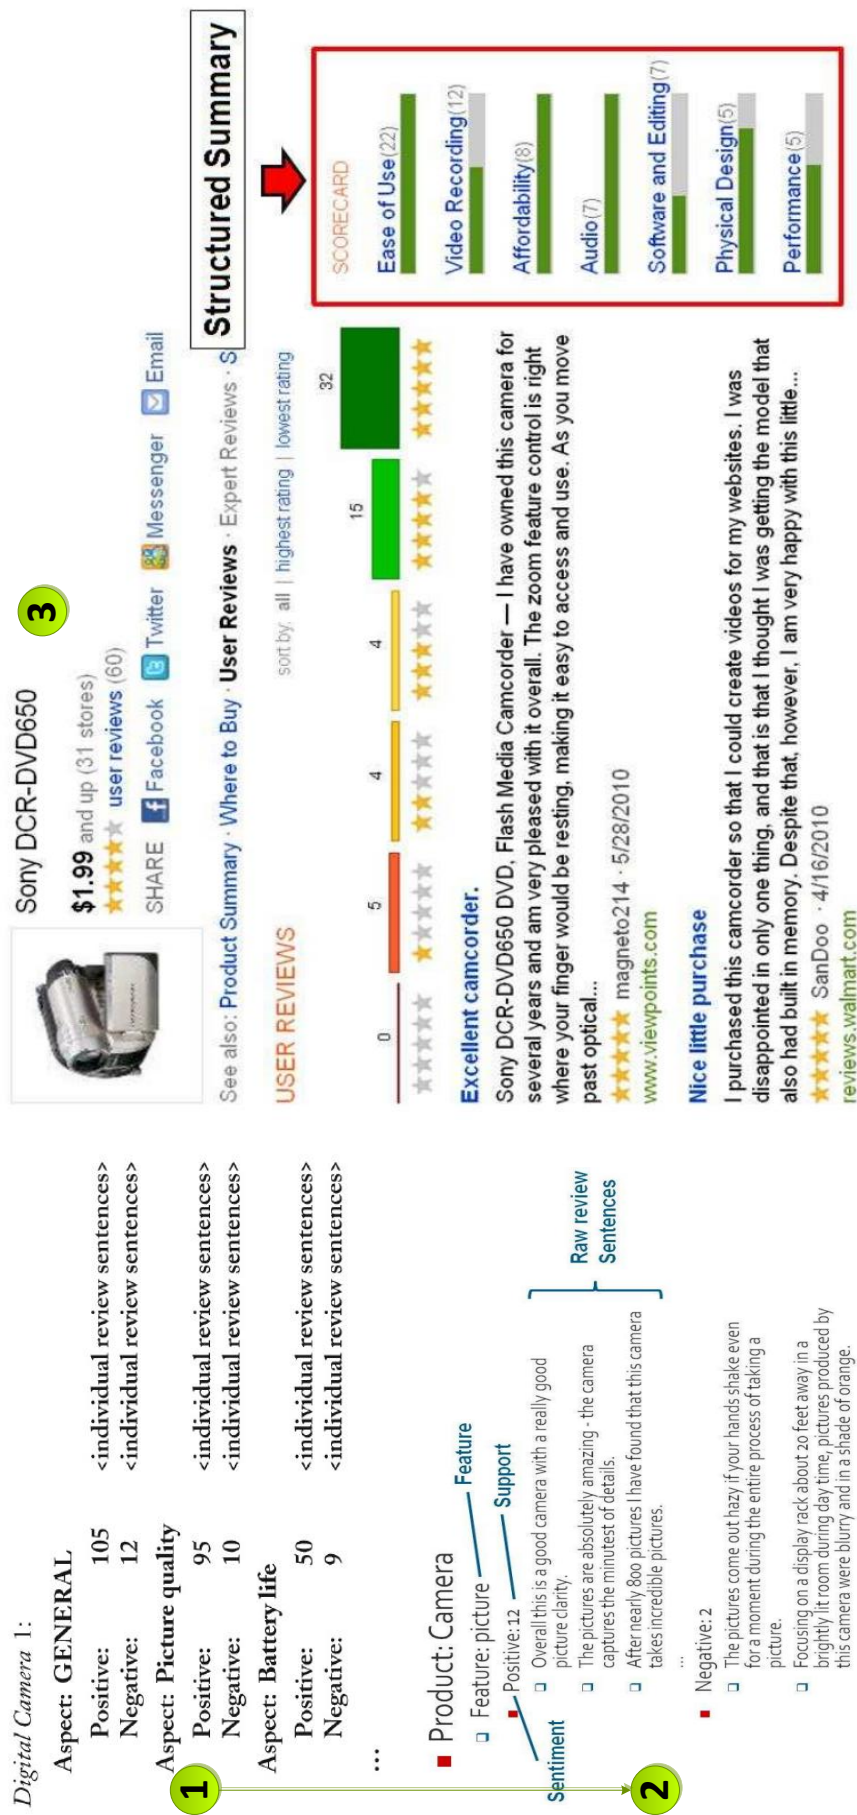 Digital Camera 1:
Aspect: GENERAL
Positive: 105 <individual review sentences>
Negative: 12 <individual review sentences>
Aspect: Picture quality
Positive: 95 <individual review sentences>
Negative: 10 <individual review sentences>
Aspect: Battery life
Positive: 50 <individual review sentences>
Negative: 9 <individual review sentences>
...
1
Product: Camera
Feature: picture
Feature
Positive: 12
Support
Sentiment
Overall this is a good camera with a really good
picture clarity.
The pictures are absolutely amazing - the camera
captures the minutest of details.
After nearly 800 pictures I have found that this camera
takes incredible pictures.
...
Raw review
Sentences
2
Negative: 2
The pictures come out hazy if your hands shake even
for a moment during the entire process of taking a
picture.
Focusing on a display rack about 20 feet away in a
brightly lit room during day time, pictures produced by
this camera were blurry and in a shade of orange.
3
Sony DCR-DVD650
$1.99 and up (31 stores)
user reviews (60)
SHARE Facebook Twitter Messenger Email
See also: Product Summary · Where to Buy · User Reviews · Expert Reviews · S
Structured Summary
USER REVIEWS
sort by: all | highest rating | lowest rating
0 5 4 4 15 32
Excellent camcorder.
Sony DCR-DVD650 DVD, Flash Media Camcorder — I have owned this camera for
several years and am very pleased with it overall. The zoom feature control is right
where your finger would be resting, making it easy to access and use. As you move
past optical...
magneto214 · 5/28/2010
www.viewpoints.com
Nice little purchase
I purchased this camcorder so that I could create videos for my websites. I was
disappointed in only one thing, and that is that I thought I was getting the model that
also had built in memory. Despite that, however, I am very happy with this little...
SanDoo · 4/16/2010
reviews.walmart.com
SCORECARD
Ease of Use(22)
Video Recording(12)
Affordability(8)
Audio(7)
Software and Editing(7)
Physical Design(5)
Performance(5)